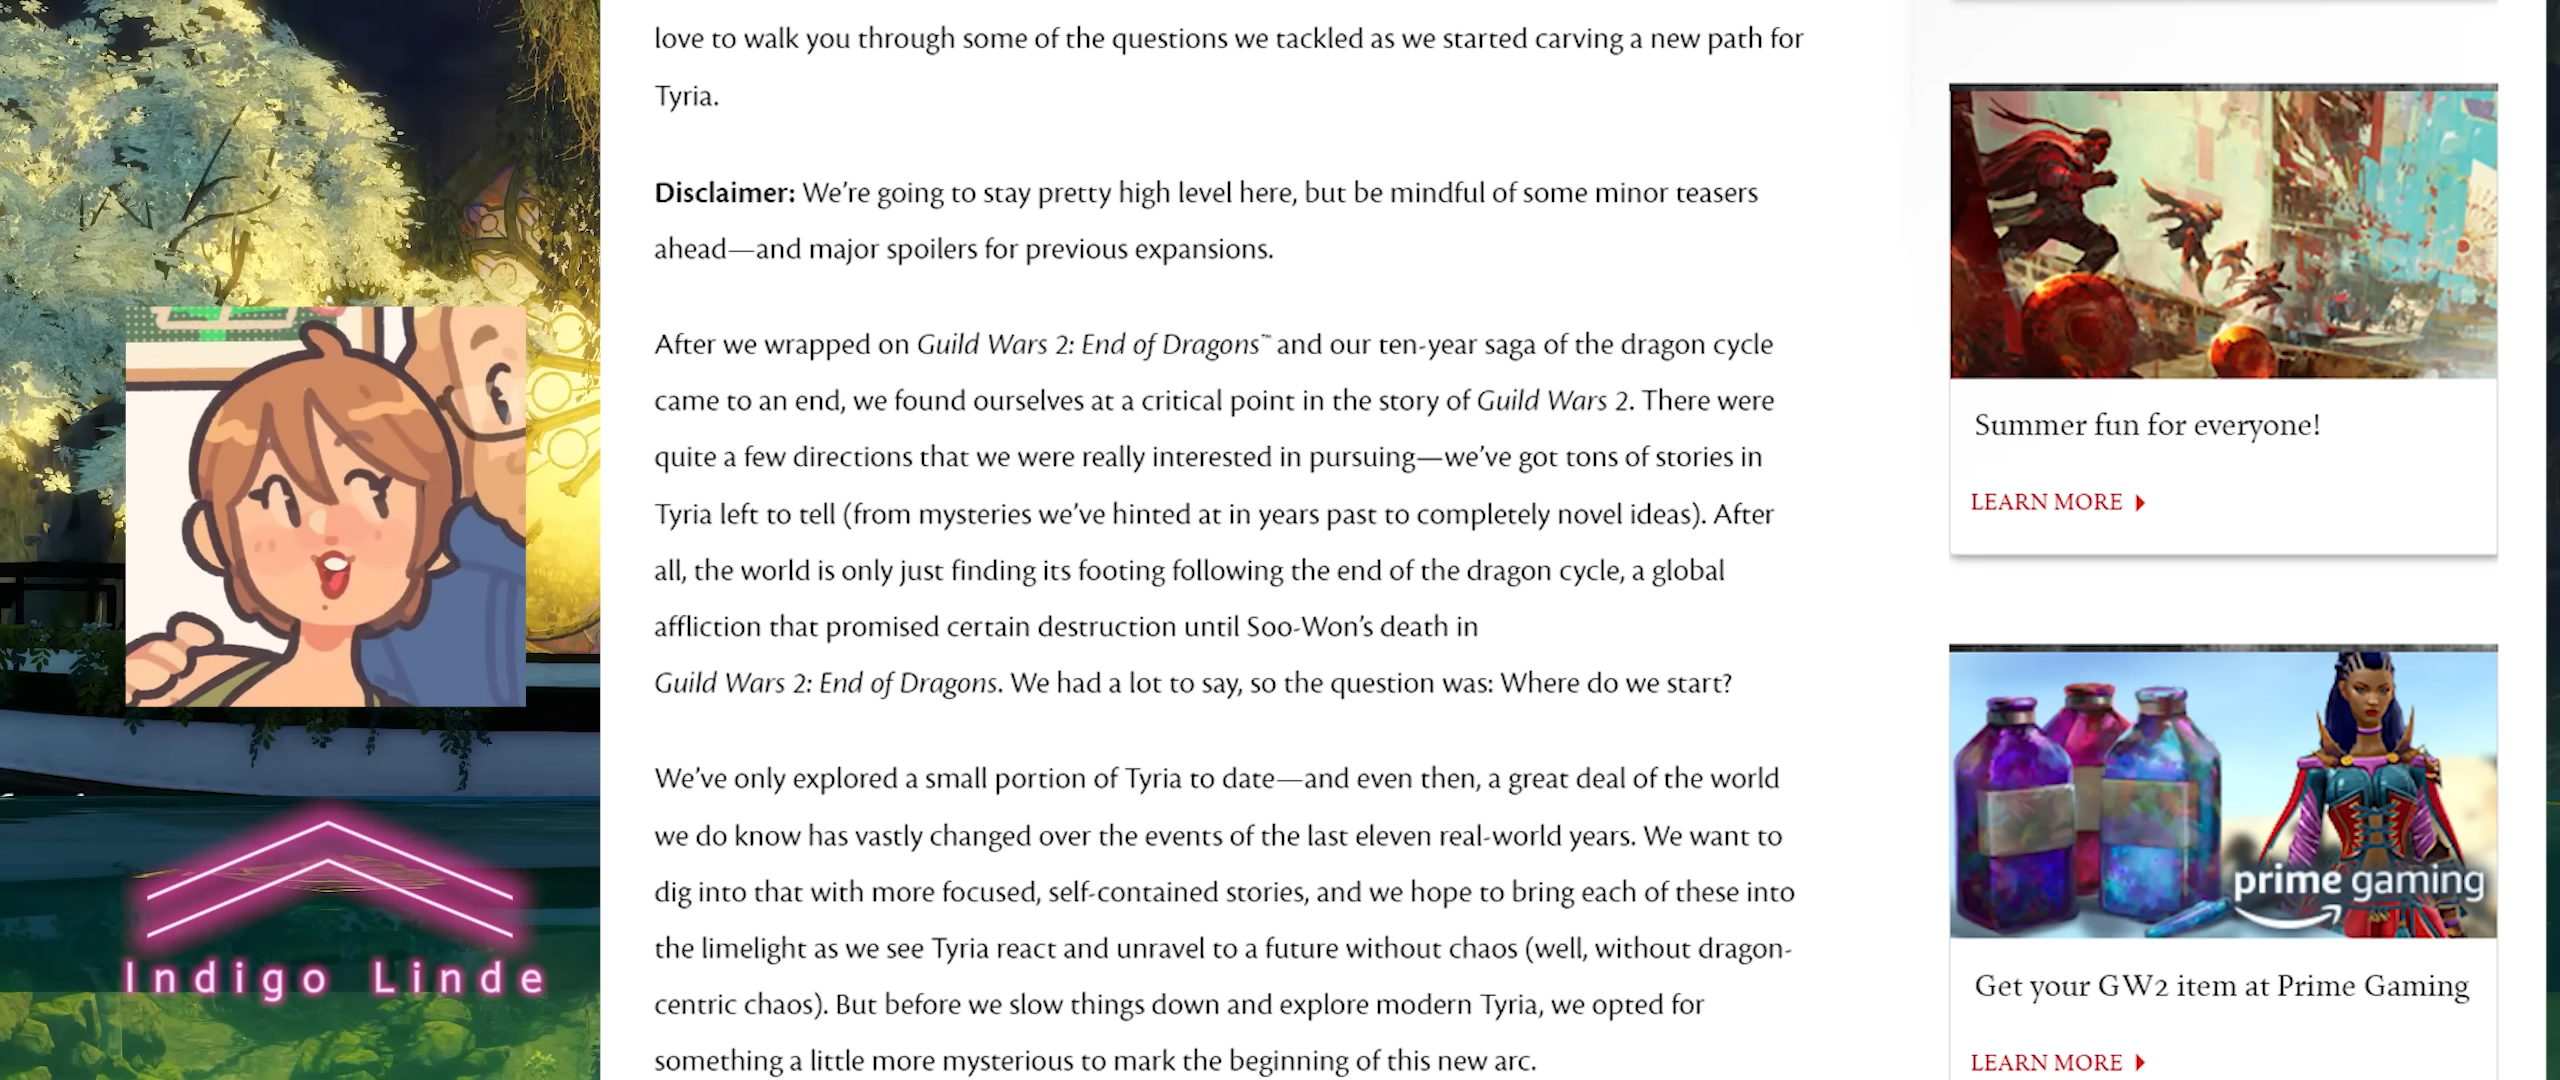 love to walk you through some of the questions we tackled as we started carving a new path for
Tyria.
Disclaimer: We’re going to stay pretty high level here, but be mindful of some minor teasers
ahead—and major spoilers for previous expansions.
After we wrapped on Guild Wars 2: End of Dragons™ and our ten-year saga of the dragon cycle
came to an end, we found ourselves at a critical point in the story of Guild Wars 2. There were
quite a few directions that we were really interested in pursuing—we’ve got tons of stories in
Tyria left to tell (from mysteries we’ve hinted at in years past to completely novel ideas). After
all, the world is only just finding its footing following the end of the dragon cycle, a global
affliction that promised certain destruction until Soo-Won’s death in
Guild Wars 2: End of Dragons. We had a lot to say, so the question was: Where do we start?
We’ve only explored a small portion of Tyria to date—and even then, a great deal of the world
we do know has vastly changed over the events of the last eleven real-world years. We want to
dig into that with more focused, self-contained stories, and we hope to bring each of these into
the limelight as we see Tyria react and unravel to a future without chaos (well, without dragon-
centric chaos). But before we slow things down and explore modern Tyria, we opted for
something a little more mysterious to mark the beginning of this new arc.
Indigo Linde
Summer fun for everyone!
LEARN MORE
prime gaming
Get your GW2 item at Prime Gaming
LEARN MORE